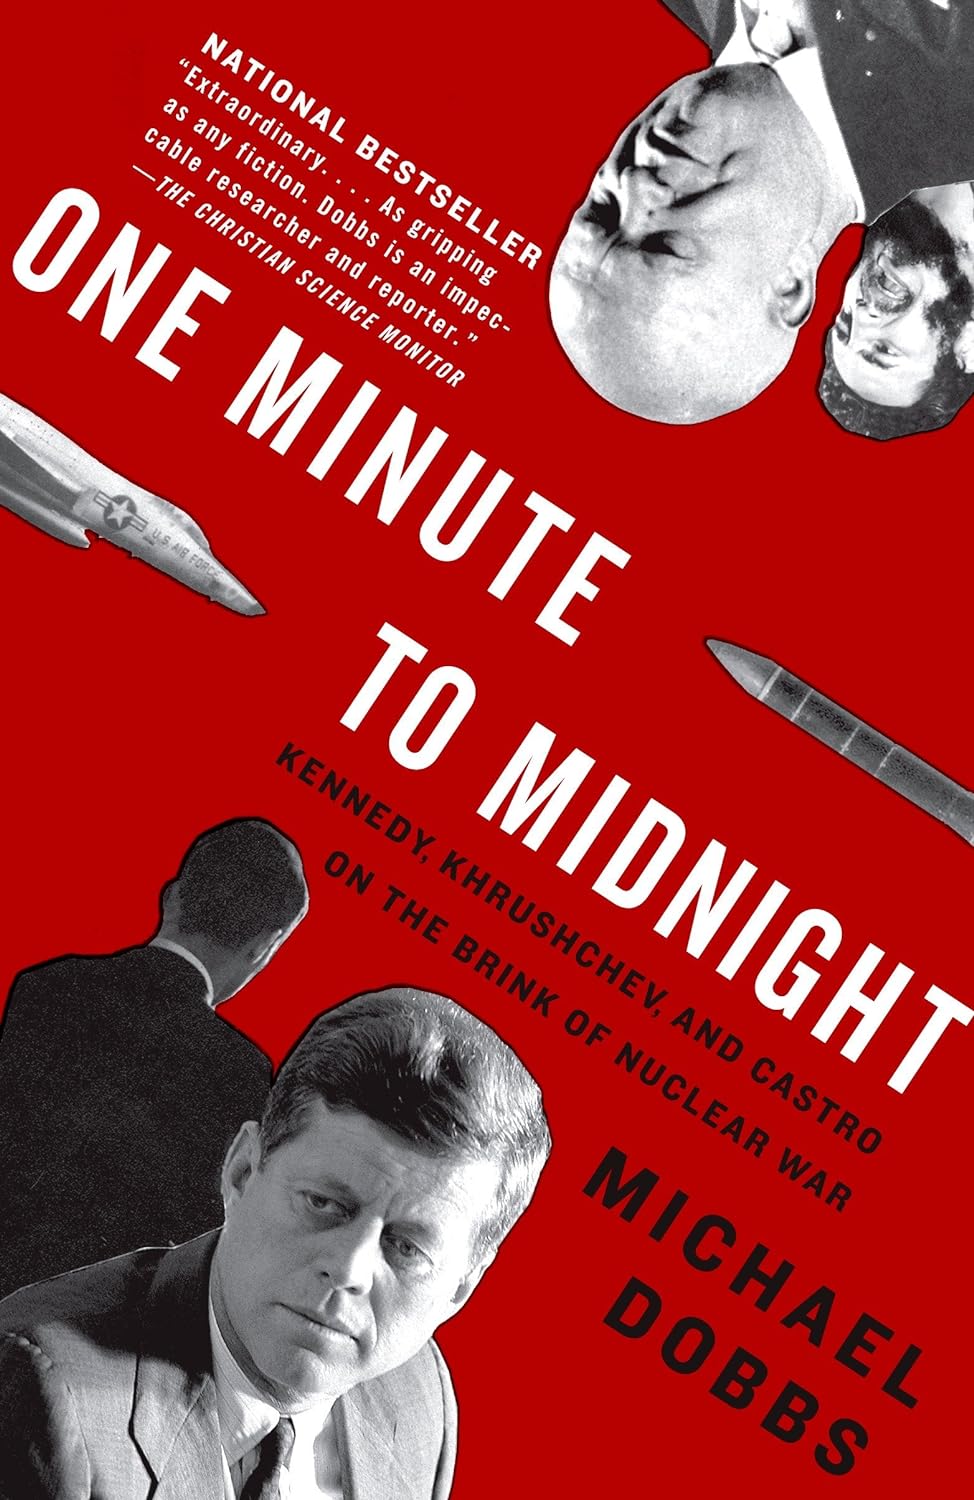 NATIONAL BESTSELLER
“Extraordinary. . . . As gripping
as any fiction. Dobbs is an impec-
cable researcher and reporter.”
—THE CHRISTIAN SCIENCE MONITOR
ONE MINUTE
TO MIDNIGHT
KENNEDY, KHRUSHCHEV, AND CASTRO
ON THE BRINK OF NUCLEAR WAR
MICHAEL
DOBBS
U.S. AIR FORCE